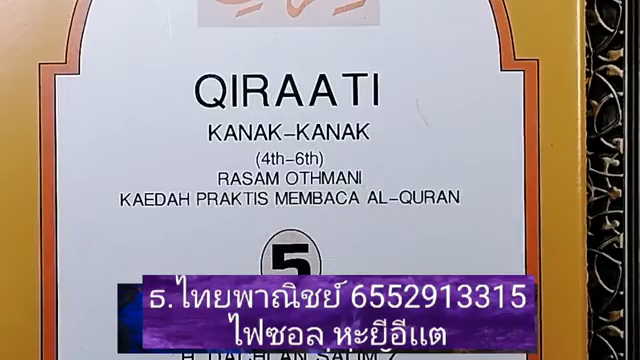 QIRAATI
KANAK-KANAK
(4th-6th)
RASAM OTHMANI
KAEDAH PRAKTIS MEMBACA AL-QURAN
5
ธ.ไทยพาณิชย์ 6552913315
ไฟซอล หะยีอีแต